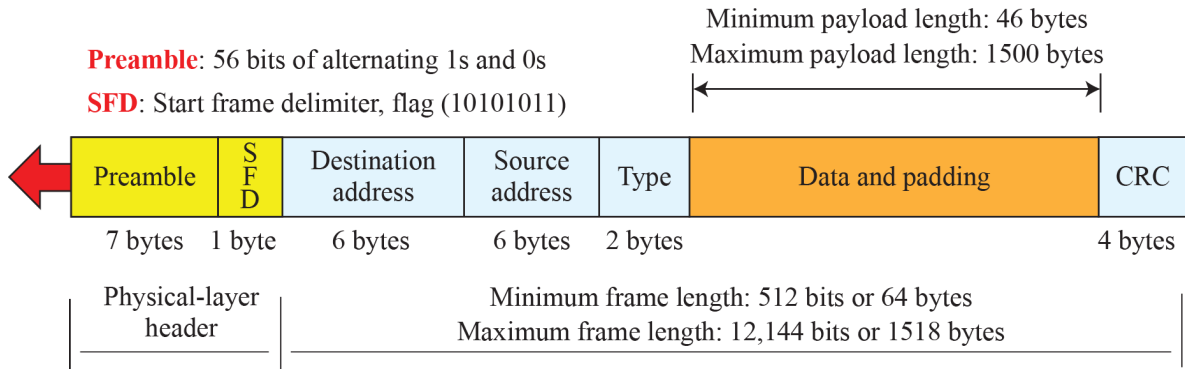 Minimum payload length: 46 bytes
Maximum payload length: 1500 bytes
Preamble: 56 bits of alternating 1s and 0s
SFD: Start frame delimiter, flag (10101011)
Preamble
S
F
D
Destination
address
Source
address
Type
Data and padding
CRC
7 bytes
1 byte
6 bytes
6 bytes
2 bytes
4 bytes
Physical-layer
header
Minimum frame length: 512 bits or 64 bytes
Maximum frame length: 12,144 bits or 1518 bytes